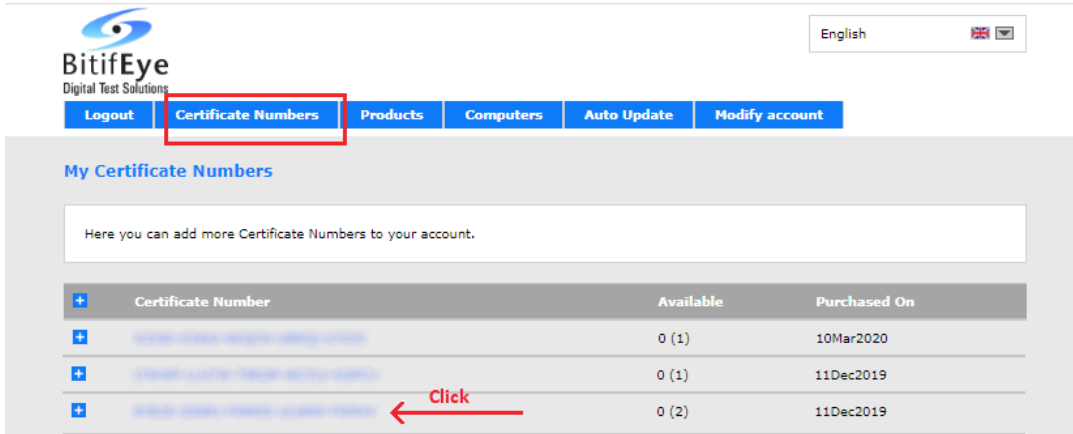 English
BitifEye
Digital Test Solutions
Logout Certificate Numbers Products Computers Auto Update Modify account
My Certificate Numbers
Here you can add more Certificate Numbers to your account.
Certificate Number Available Purchased On
0 (1) 10Mar2020
0 (1) 11Dec2019
Click
0 (2) 11Dec2019